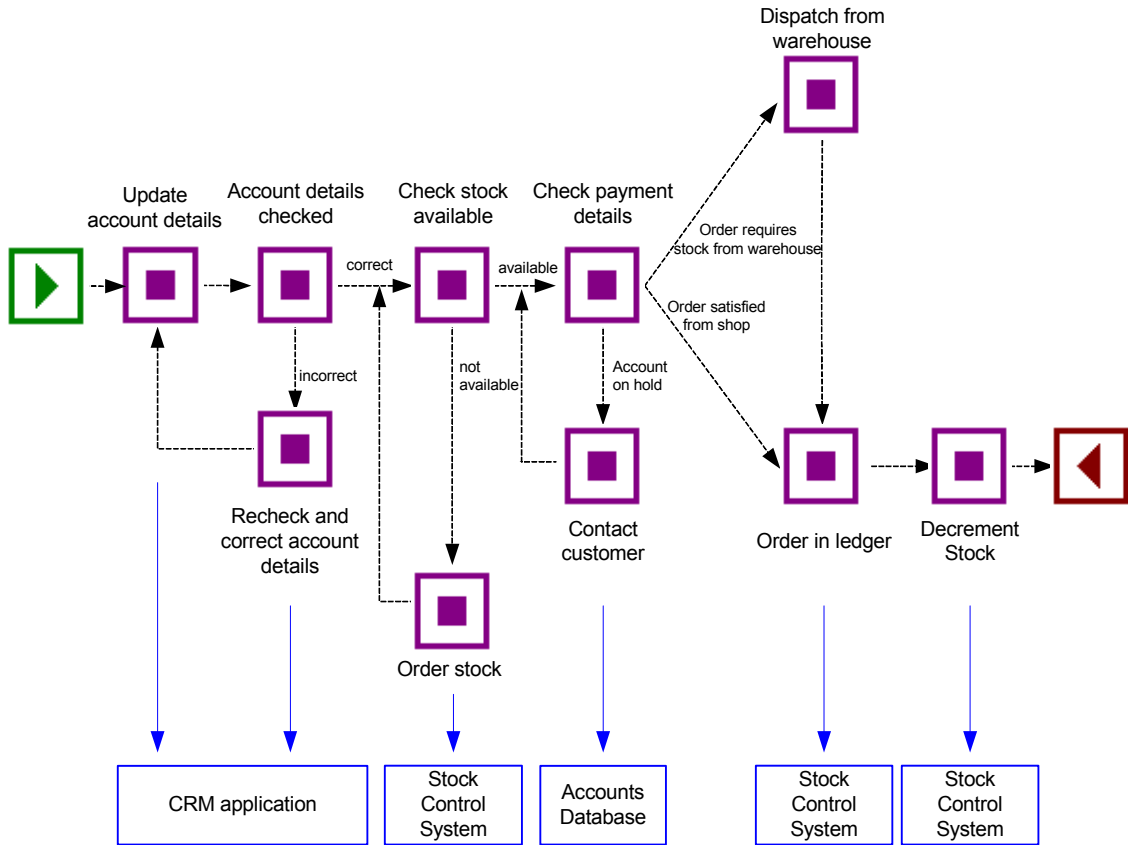 Dispatch from
warehouse
Update
account details
Account details
checked
Check stock
available
Check payment
details
correct
available
Order requires
stock from warehouse
Order satisfied
from shop
incorrect
not
available
Account
on hold
Recheck and
correct account
details
Contact
customer
Order in ledger
Decrement
Stock
Order stock
CRM application
Stock
Control
System
Accounts
Database
Stock
Control
System
Stock
Control
System